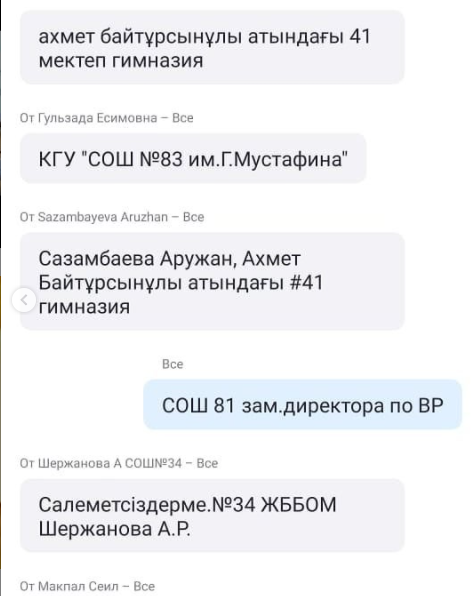 ахмет байтұрсынұлы атындағы 41
мектеп гимназия
От Гульзада Есимовна – Все
КГУ "СОШ №83 им.Г.Мустафина"
От Sazambayeva Aruzhan – Все
Сазамбаева Аружан, Ахмет
Байтұрсынұлы атындағы #41
гимназия
Все
СОШ 81 зам.директора по ВР
От Шержанова А СОШ№34 – Все
Салеметсіздерме.№34 ЖББОМ
Шержанова А.Р.
От Макпал Сеил – Все